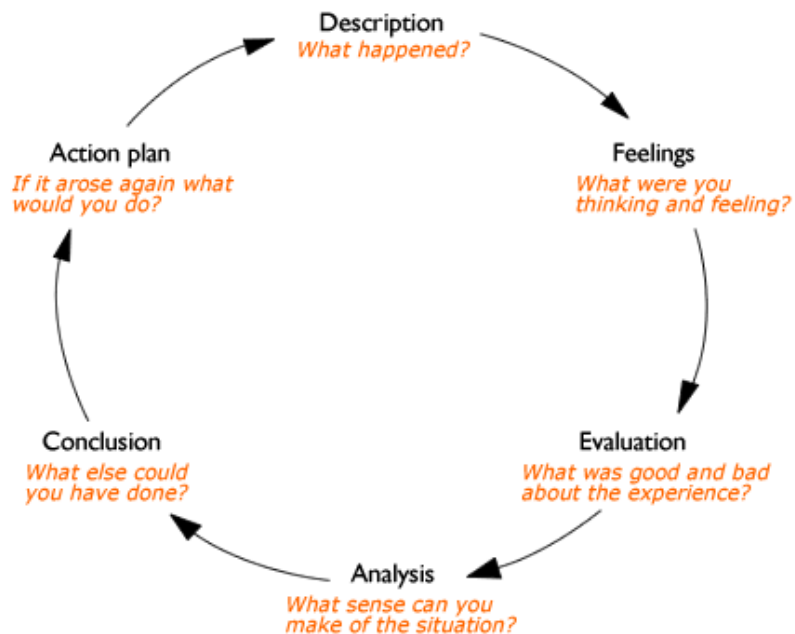 Description
What happened?
Feelings
What were you
thinking and feeling?
Evaluation
What was good and bad
about the experience?
Analysis
What sense can you
make of the situation?
Conclusion
What else could
you have done?
Action plan
If it arose again what
would you do?